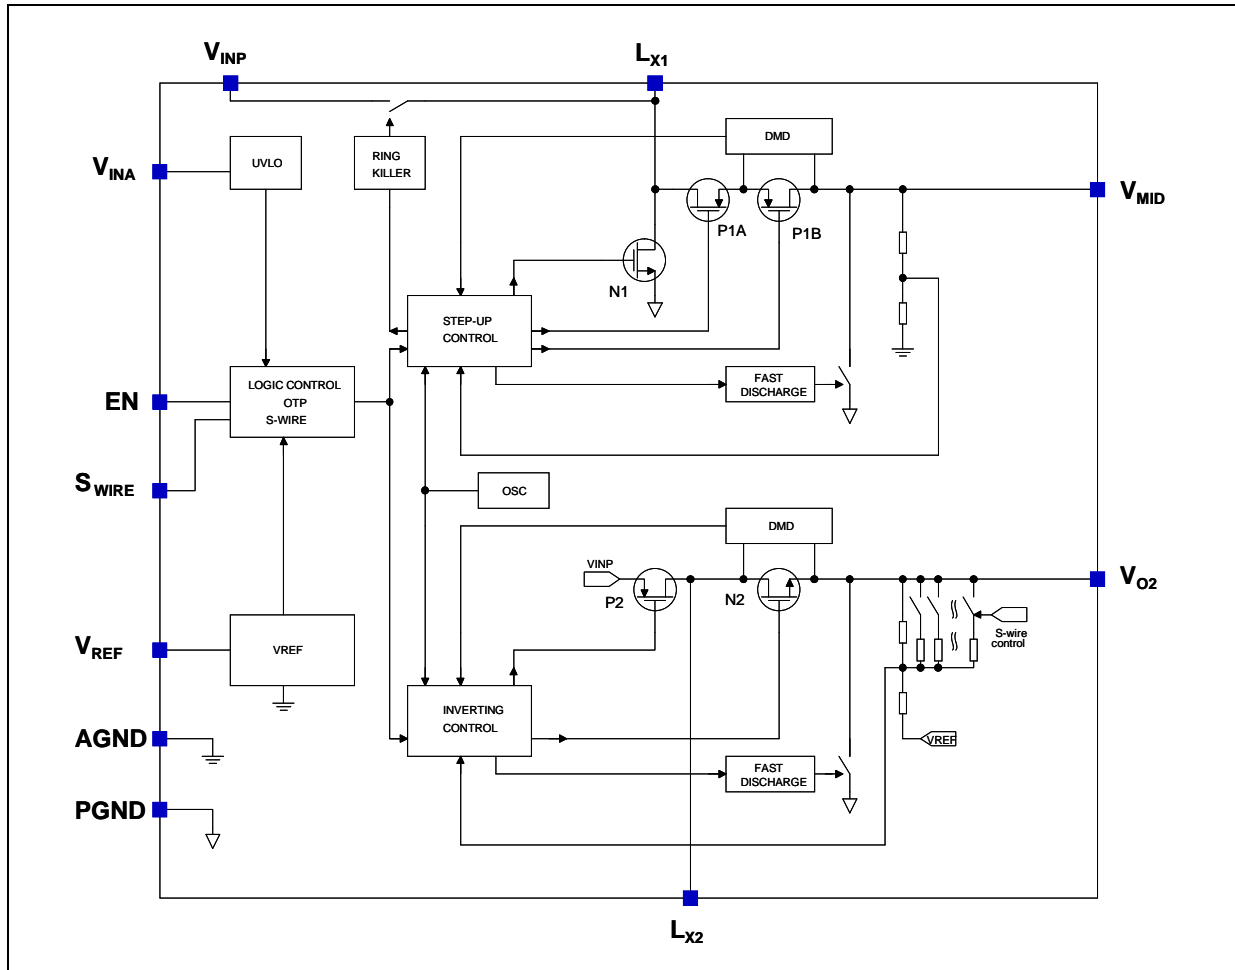 VINP
LX1
DMD
VINA
UVLO
RING
KILLER
VMID
P1A
P1B
N1
STEP-UP
CONTROL
LOGIC CONTROL
OTP
S-WIRE
EN
FAST
DISCHARGE
SWIRE
OSC
DMD
VINP
P2
N2
VO2
S-wire
control
VREF
VREF
INVERTING
CONTROL
VREF
AGND
FAST
DISCHARGE
PGND
LX2